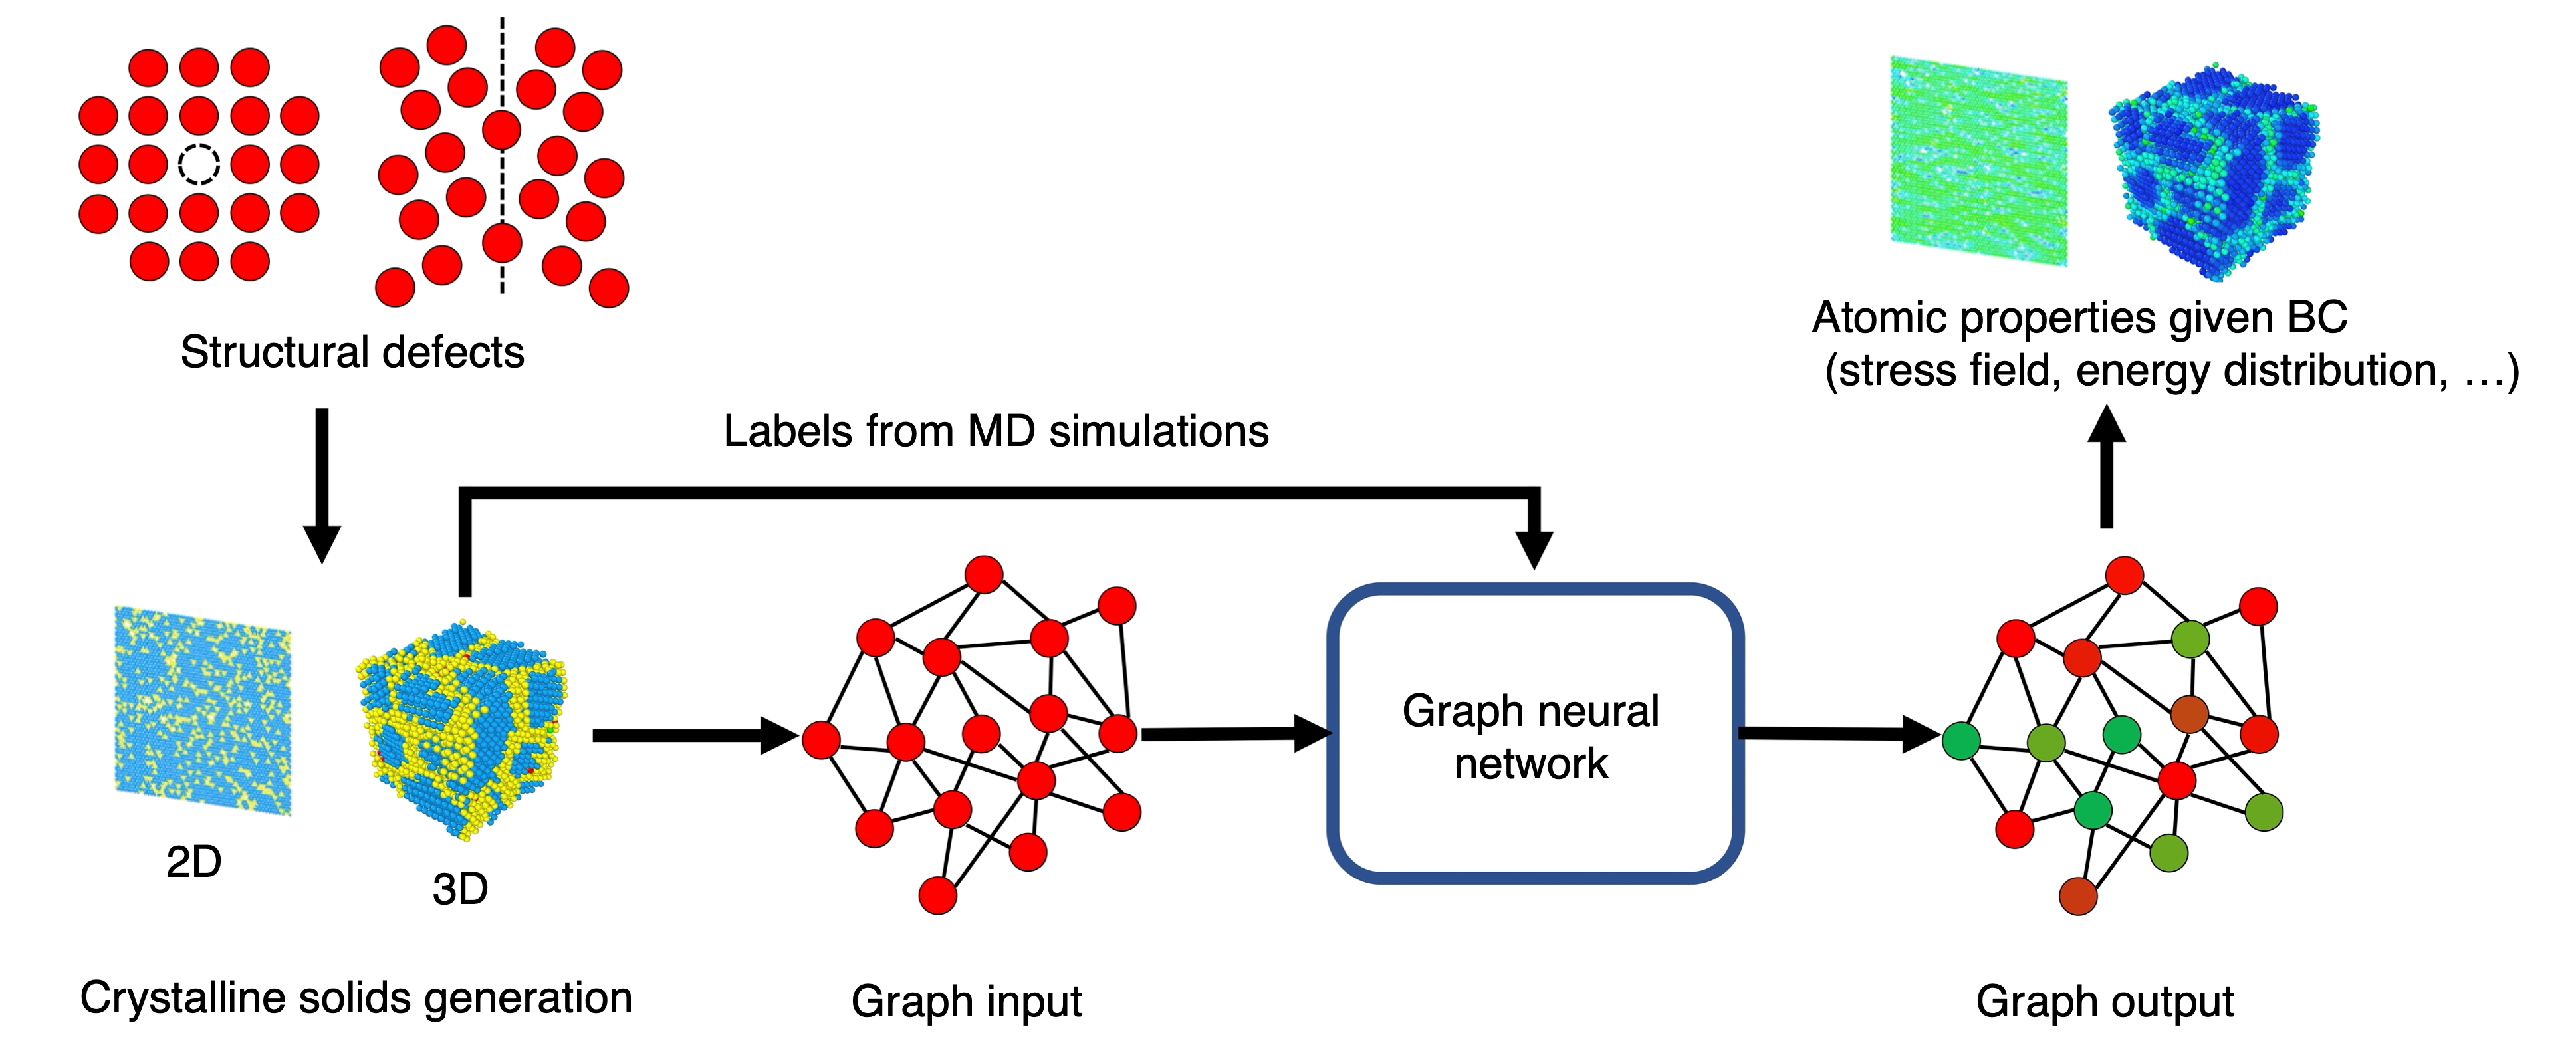 Structural defects
Atomic properties given BC
(stress field, energy distribution, …)
Labels from MD simulations
Graph neural
network
2D
3D
Crystalline solids generation
Graph input
Graph output